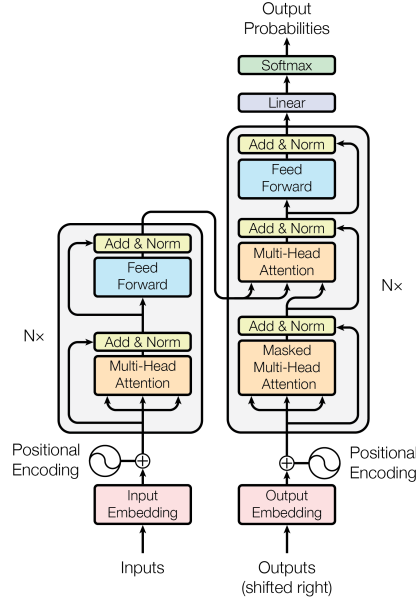 Output
Probabilities
Softmax
Linear
Add & Norm
Feed
Forward
Add & Norm
Multi-Head
Attention
Add & Norm
Masked
Multi-Head
Attention
N×
Add & Norm
Feed
Forward
Add & Norm
Multi-Head
Attention
N×
Positional
Encoding
Positional
Encoding
Input
Embedding
Output
Embedding
Inputs
Outputs
(shifted right)